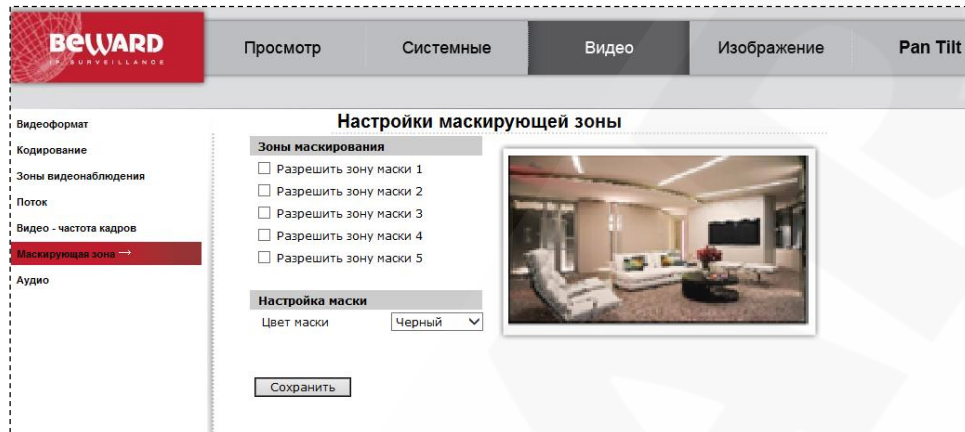 BEWARD
IP SURVEILLANCE
Просмотр
Системные
Видео
Изображение
Pan Tilt
Видеоформат
Кодирование
Зоны видеонаблюдения
Поток
Видео - частота кадров
Маскирующая зона →
Аудио
Настройки маскирующей зоны
Зоны маскирования
Разрешить зону маски 1
Разрешить зону маски 2
Разрешить зону маски 3
Разрешить зону маски 4
Разрешить зону маски 5
Настройка маски
Цвет маски Черный
Сохранить